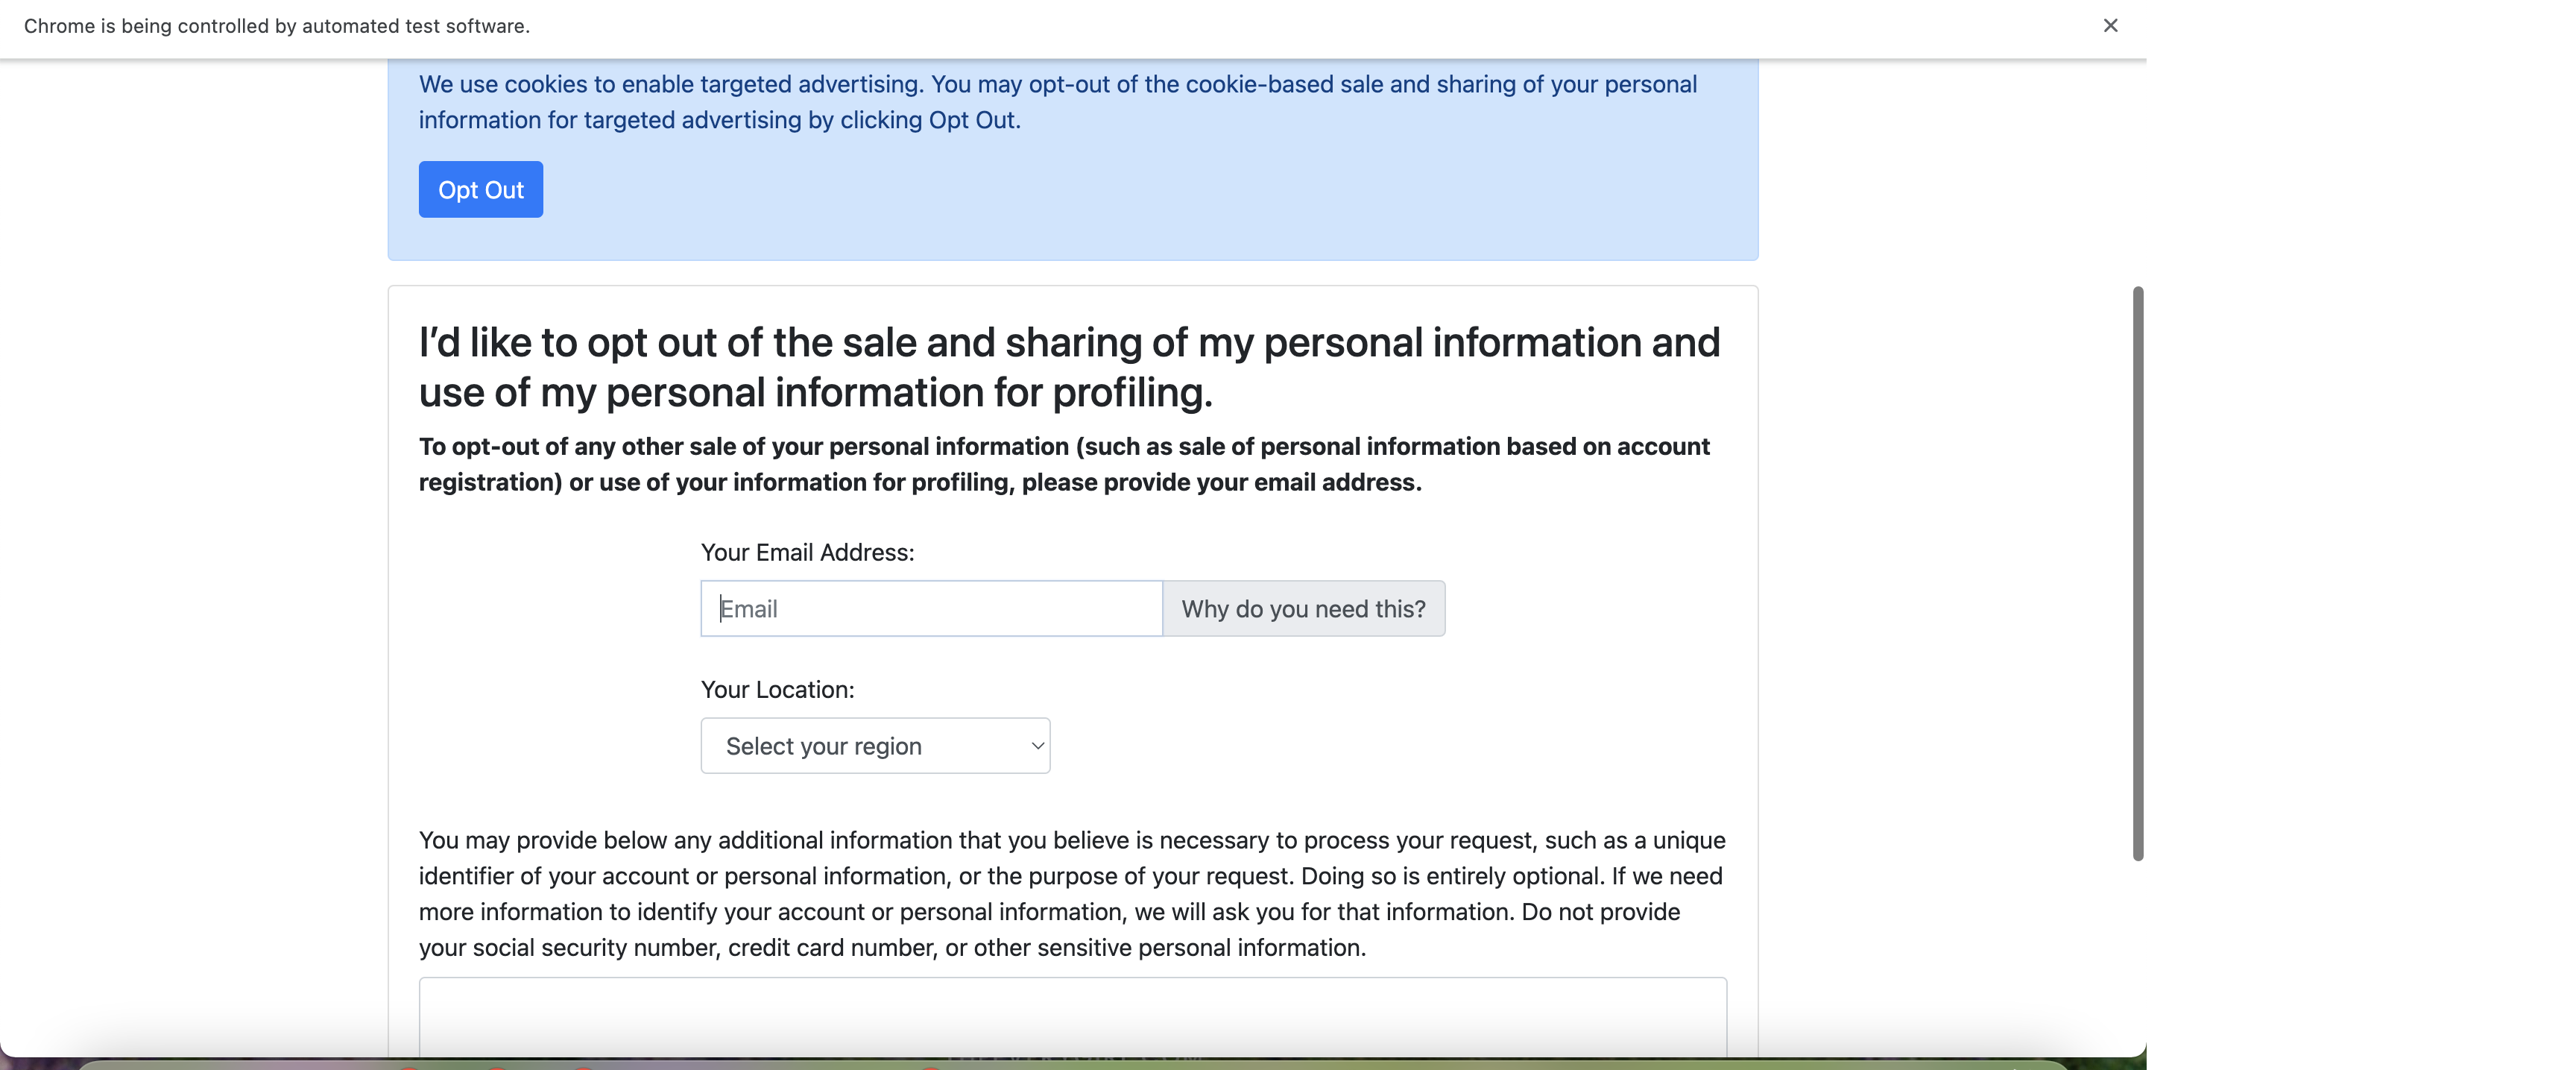 Chrome is being controlled by automated test software.
We use cookies to enable targeted advertising. You may opt-out of the cookie-based sale and sharing of your personal
information for targeted advertising by clicking Opt Out.
Opt Out
I’d like to opt out of the sale and sharing of my personal information and
use of my personal information for profiling.
To opt-out of any other sale of your personal information (such as sale of personal information based on account
registration) or use of your information for profiling, please provide your email address.
Your Email Address:
Email
Why do you need this?
Your Location:
Select your region
You may provide below any additional information that you believe is necessary to process your request, such as a unique
identifier of your account or personal information, or the purpose of your request. Doing so is entirely optional. If we need
more information to identify your account or personal information, we will ask you for that information. Do not provide
your social security number, credit card number, or other sensitive personal information.